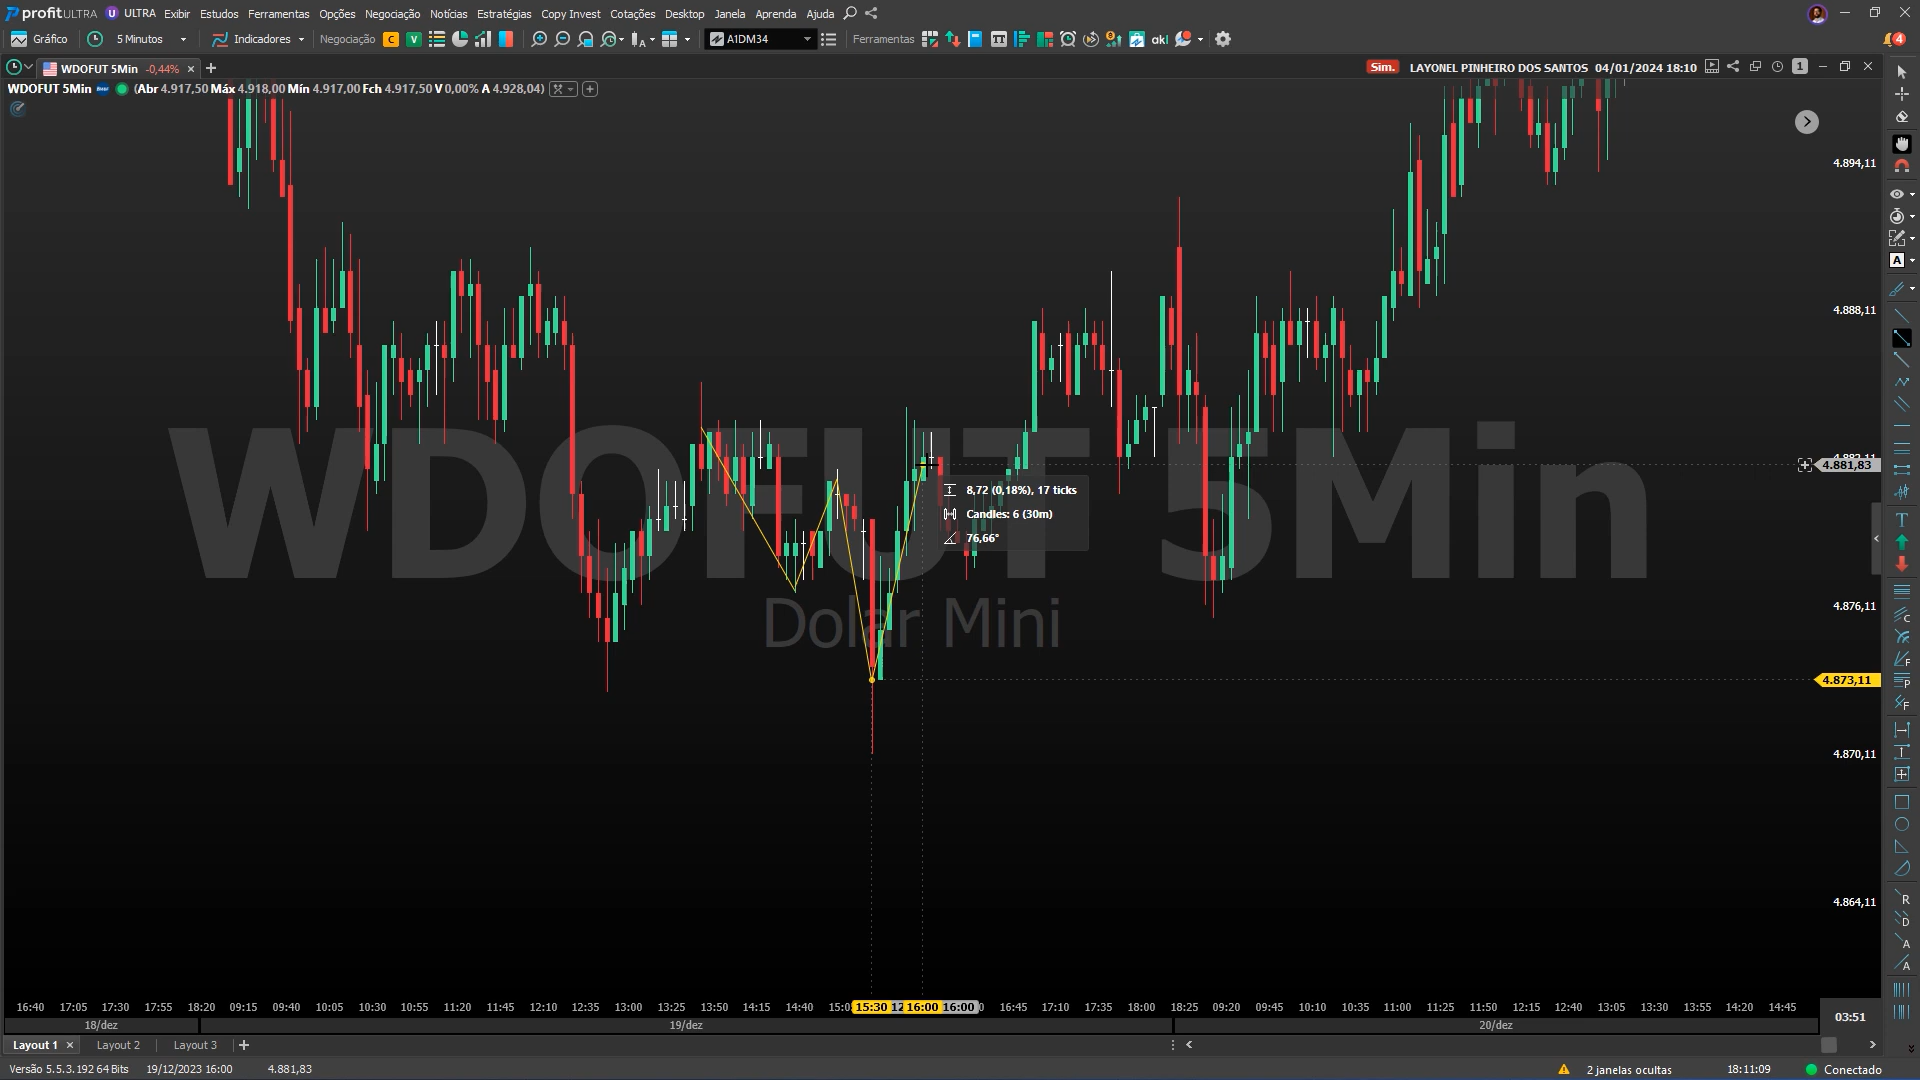 profitULTRA U ULTRA Exibir Estudos Ferramentas Opções Negociação Notícias Estratégias Copy Invest Cotações Desktop Janela Aprenda Ajuda
Gráfico 5 Minutos Indicadores Negociação C V A1DM34 Ferramentas TT akl 4
WDOFUT 5Min -0,44% Sim. LAYONEL PINHEIRO DOS SANTOS 04/01/2024 18:10 1
WDOFUT 5Min (Abr 4.917,50 Máx 4.918,00 Mín 4.917,00 Fch 4.917,50 V 0,00% A 4.928,04)
4.894,11
4.888,11
WDOFUT 5Min
4.881,83
8,72 (0,18%), 17 ticks
Candles: 6 (30m)
76,66°
Dolar Mini
4.876,11
4.873,11
4.870,11
4.864,11
16:40 17:05 17:30 17:55 18:20 09:15 09:40 10:05 10:30 10:55 11:20 11:45 12:10 12:35 13:00 13:25 13:50 14:15 14:40 15:30 16:00 16:00 16:45 17:10 17:35 18:00 18:25 09:20 09:45 10:10 10:35 11:00 11:25 11:50 12:15 12:40 13:05 13:30 13:55 14:20 14:45
18/dez 19/dez 20/dez 03:51
Layout 1 Layout 2 Layout 3
Versão 5.5.3.192 64 Bits 19/12/2023 16:00 4.881,83 2 janelas ocultas 18:11:09 Conectado